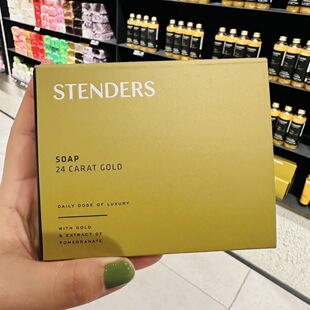 STENDERS
SOAP
24 CARAT GOLD
DAILY DOSE OF LUXURY
WITH GOLD
& EXTRACT OF
POMEGRANATE